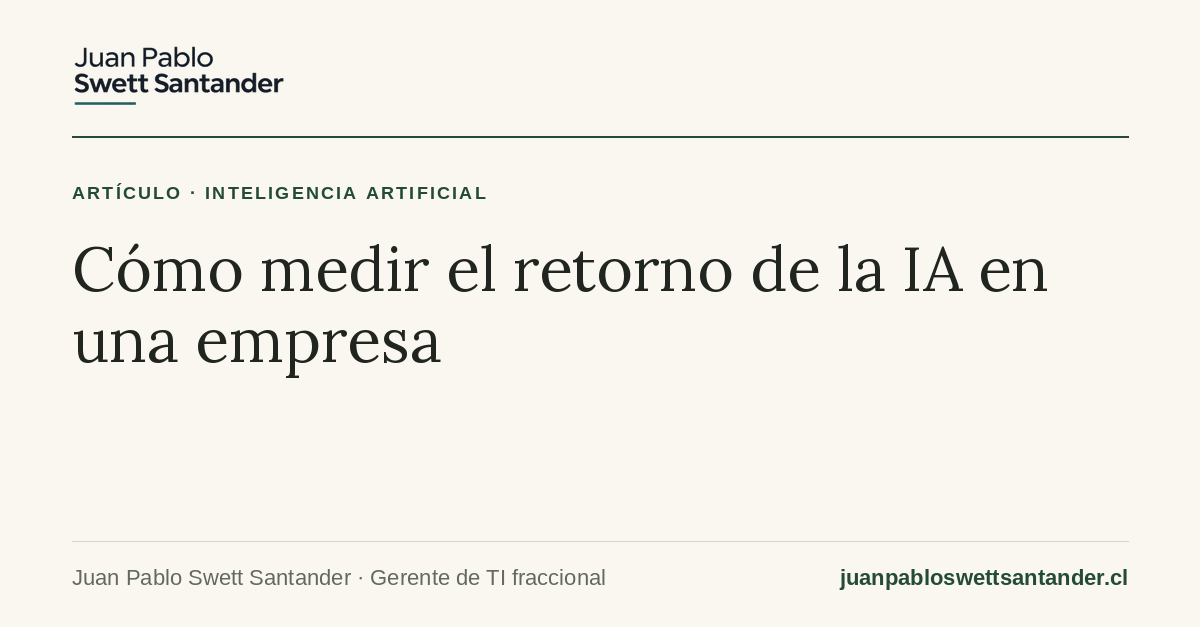 Juan Pablo
Swett Santander
ARTÍCULO · INTELIGENCIA ARTIFICIAL
Cómo medir el retorno de la IA en
una empresa
Juan Pablo Swett Santander · Gerente de TI fraccional
juanpabloswettsantander.cl